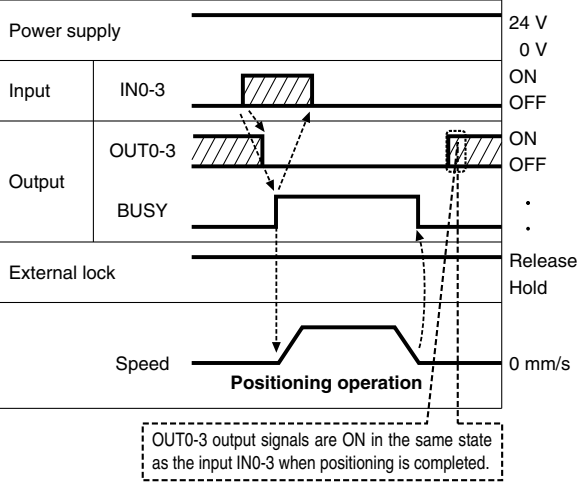 Power supply
24 V
0 V
Input
IN0-3
ON
OFF
Output
OUT0-3
ON
OFF
BUSY
External lock
Release
Hold
Speed
0 mm/s
Positioning operation
OUT0-3 output signals are ON in the same state
as the input IN0-3 when positioning is completed.